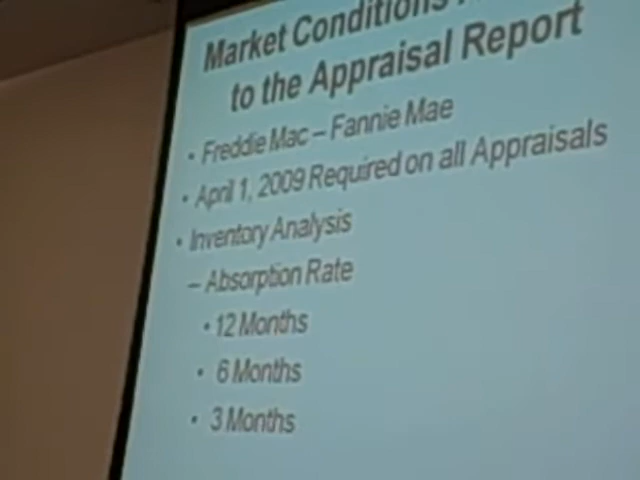 Market Conditions
to the Appraisal Report
• Freddie Mac – Fannie Mae
• April 1, 2009 Required on all Appraisals
• Inventory Analysis
– Absorption Rate
• 12 Months
• 6 Months
• 3 Months